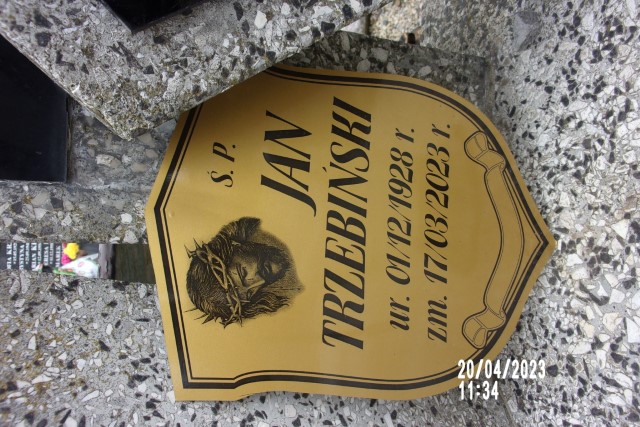 Ś. P.
JAN
TRZEBIŃSKI
ur. 01/12/1928 r.
zm. 17/03/2023 r.
20/04/2023
11:34